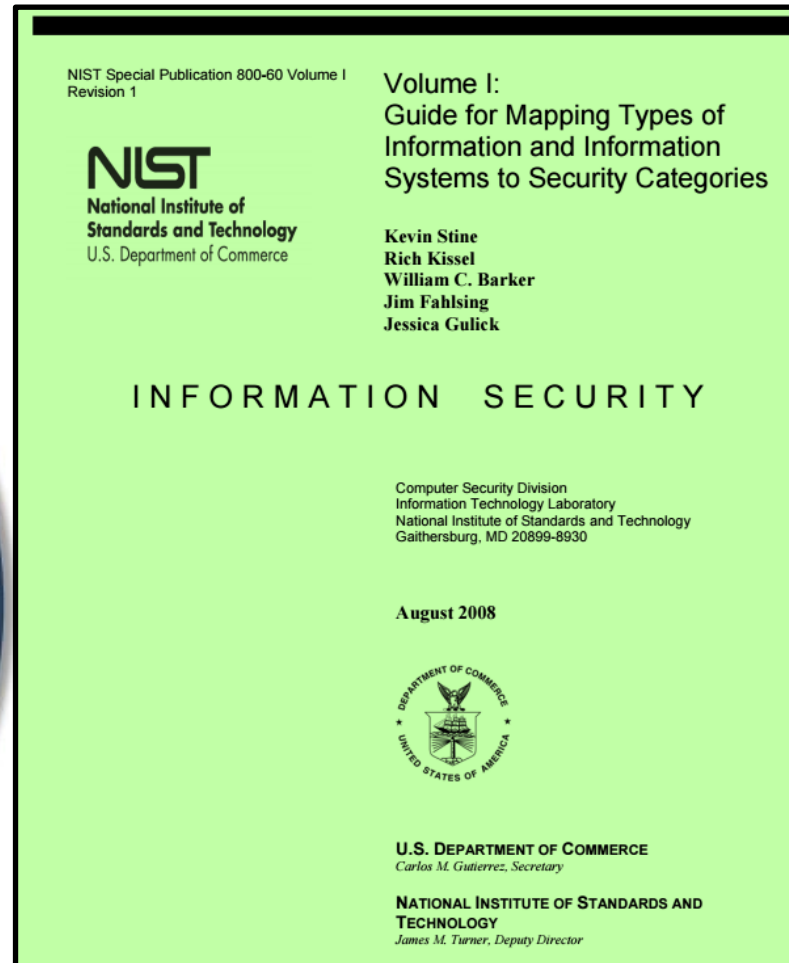 NIST Special Publication 800-60 Volume I
Revision 1
NIST
National Institute of
Standards and Technology
U.S. Department of Commerce
Volume I:
Guide for Mapping Types of
Information and Information
Systems to Security Categories
Kevin Stine
Rich Kissel
William C. Barker
Jim Fahlsing
Jessica Gulick
INFORMATION SECURITY
Computer Security Division
Information Technology Laboratory
National Institute of Standards and Technology
Gaithersburg, MD 20899-8930
August 2008
DEPARTMENT OF COMMERCE
UNITED STATES OF AMERICA
U.S. DEPARTMENT OF COMMERCE
Carlos M. Gutierrez, Secretary
NATIONAL INSTITUTE OF STANDARDS AND
TECHNOLOGY
James M. Turner, Deputy Director